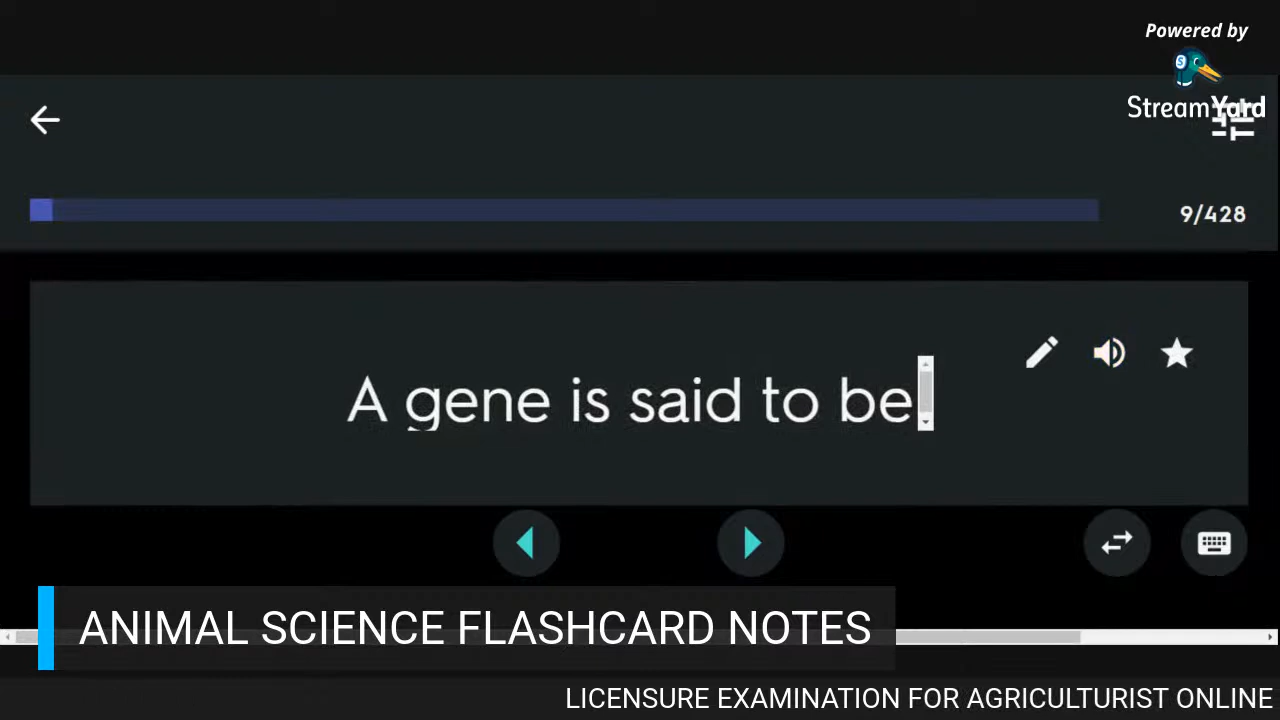 Powered by
StreamYard
9/428
A gene is said to be
ANIMAL SCIENCE FLASHCARD NOTES
LICENSURE EXAMINATION FOR AGRICULTURIST ONLINE